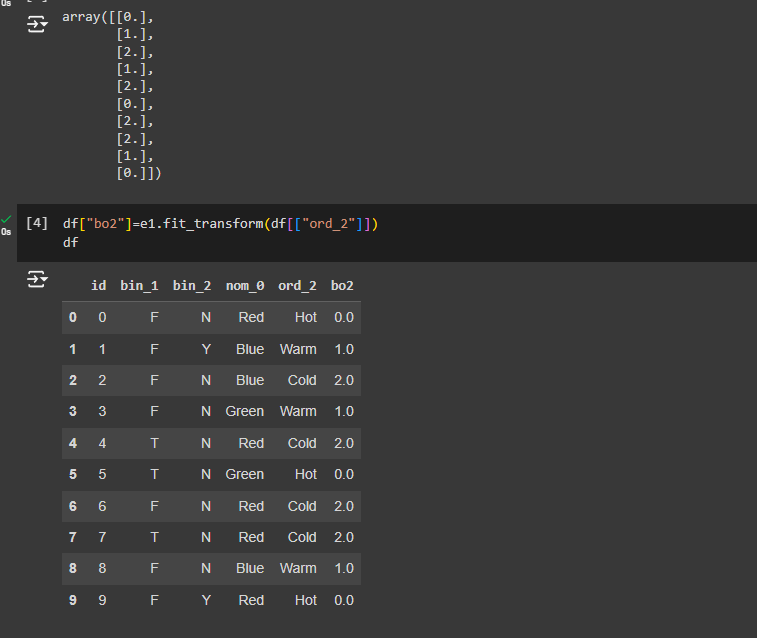 0s
array([[0.],
[1.],
[2.],
[1.],
[2.],
[0.],
[2.],
[2.],
[1.],
[0.]])
[4] df["bo2"]=e1.fit_transform(df[["ord_2"]])
0s
df
id bin_1 bin_2 nom_0 ord_2 bo2
0 0 F N Red Hot 0.0
1 1 F Y Blue Warm 1.0
2 2 F N Blue Cold 2.0
3 3 F N Green Warm 1.0
4 4 T N Red Cold 2.0
5 5 T N Green Hot 0.0
6 6 F N Red Cold 2.0
7 7 T N Red Cold 2.0
8 8 F N Blue Warm 1.0
9 9 F Y Red Hot 0.0